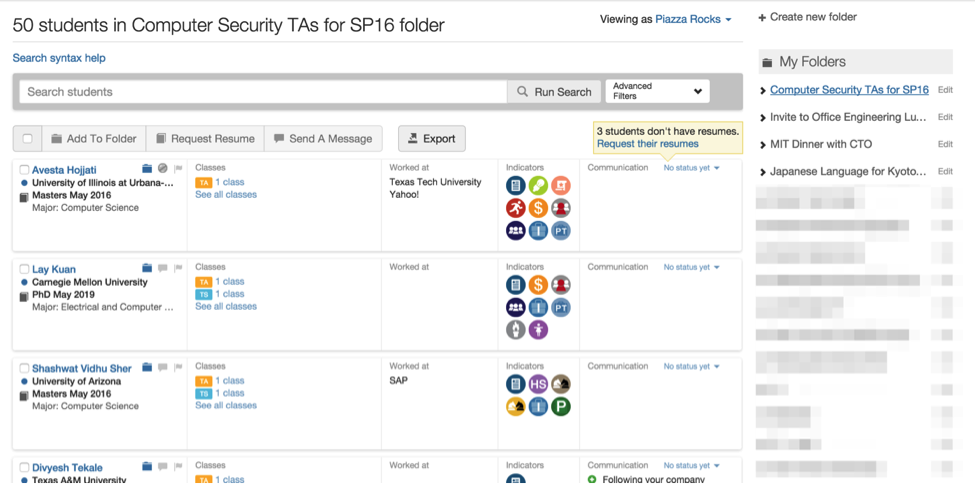 50 students in Computer Security TAs for SP16 folder
Viewing as Piazza Rocks
Search syntax help
Search students
Run Search
Advanced
Filters
Add To Folder
Request Resume
Send A Message
Export
3 students don't have resumes.
Request their resumes
Avesta Hojjati
University of Illinois at Urbana-...
Masters May 2016
Major: Computer Science
Classes
TA 1 class
See all classes
Worked at
Texas Tech University
Yahoo!
Indicators
$
PT
Communication
No status yet
Lay Kuan
Carnegie Mellon University
PhD May 2019
Major: Electrical and Computer ...
Classes
TA 1 class
TS 1 class
See all classes
Worked at
Indicators
$
PT
Communication
No status yet
Shashwat Vidhu Sher
University of Arizona
Masters May 2016
Major: Computer Science
Classes
TA 1 class
TS 1 class
See all classes
Worked at
SAP
Indicators
HS
P
Communication
No status yet
Divyesh Tekale
Texas A&M University
Classes
TA 1 class
Worked at
Indicators
Communication
No status yet
Following your company
Create new folder
My Folders
Computer Security TAs for SP16 Edit
Invite to Office Engineering Lu... Edit
MIT Dinner with CTO Edit
Japanese Language for Kyoto... Edit